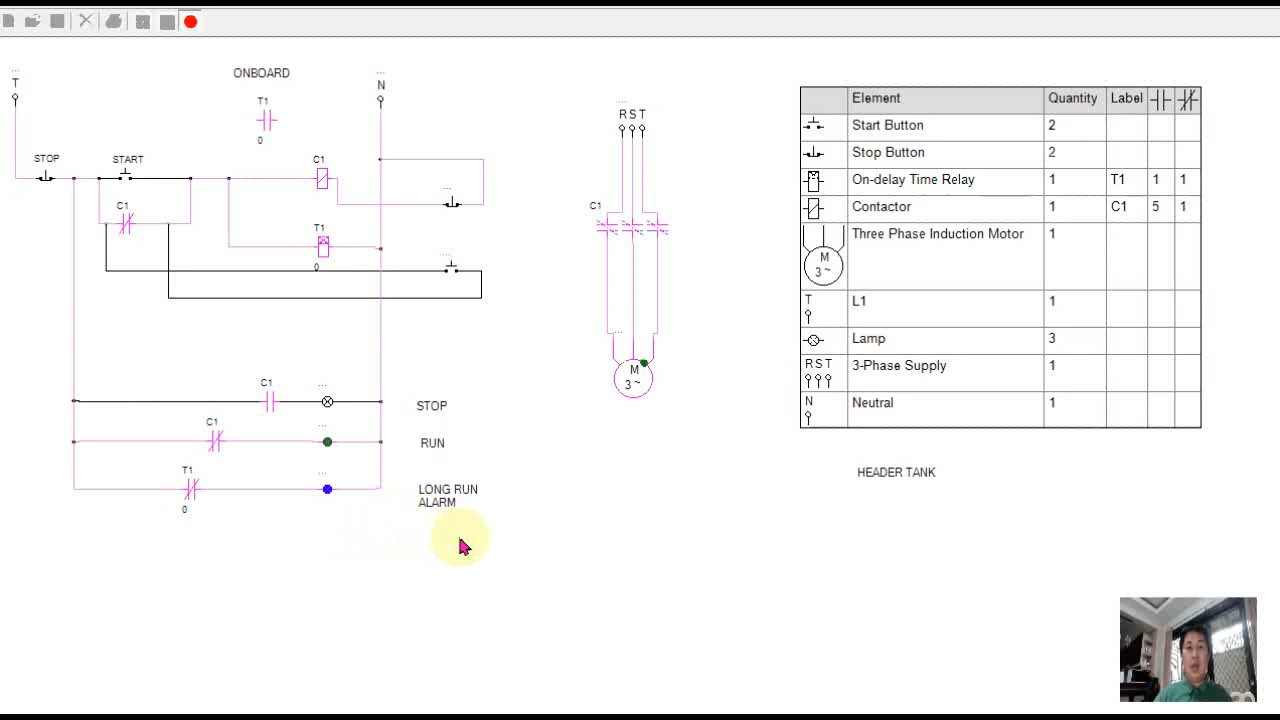 ONBOARD
T
N
T1
0
STOP
START
C1
C1
T1
0
C1
STOP
C1
RUN
T1
0
LONG RUN
ALARM
R S T
C1
M
3 ~
Element Quantity Label
Start Button 2
Stop Button 2
On-delay Time Relay 1 T1 1 1
Contactor 1 C1 5 1
Three Phase Induction Motor 1
M
3 ~
T L1 1
Lamp 3
R S T 3-Phase Supply 1
N Neutral 1
HEADER TANK